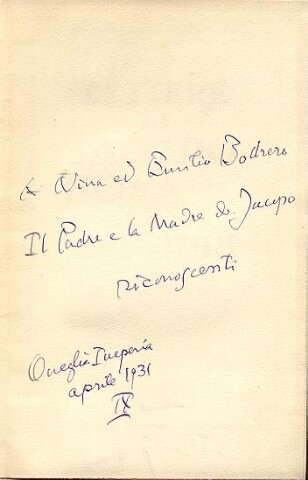 A Nina ed Emilio Bodrero
Il Padre e la Madre di Jacopo
riconoscenti
Oneglia Imperia
aprile 1931
IX